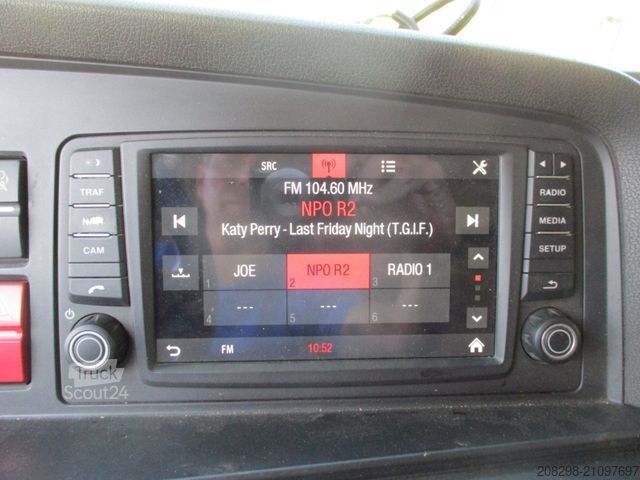 SRC
FM 104.60 MHz
NPO R2
Katy Perry - Last Friday Night (T.G.I.F.)
1 JOE
2 NPO R2
3 RADIO 1
4 ---
5 ---
6 ---
FM
10:52
TRAF
NAVI
CAM
RADIO
MEDIA
SETUP
Truck
Scout24
208298-21097697